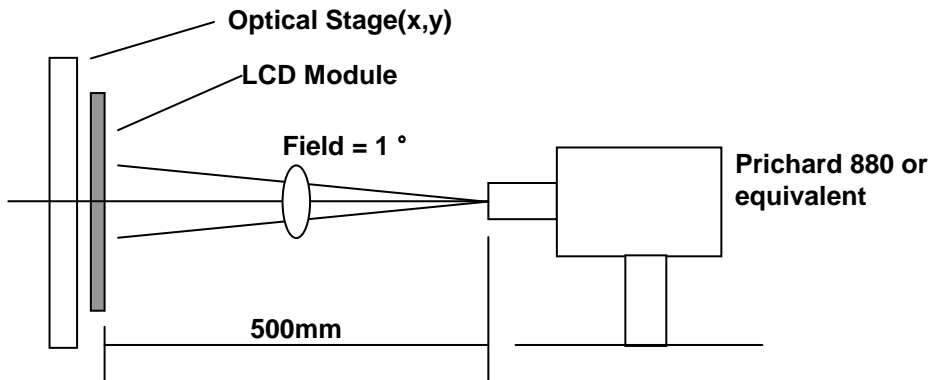 Optical Stage(x,y)
LCD Module
Field = 1 °
Prichard 880 or
equivalent
500mm